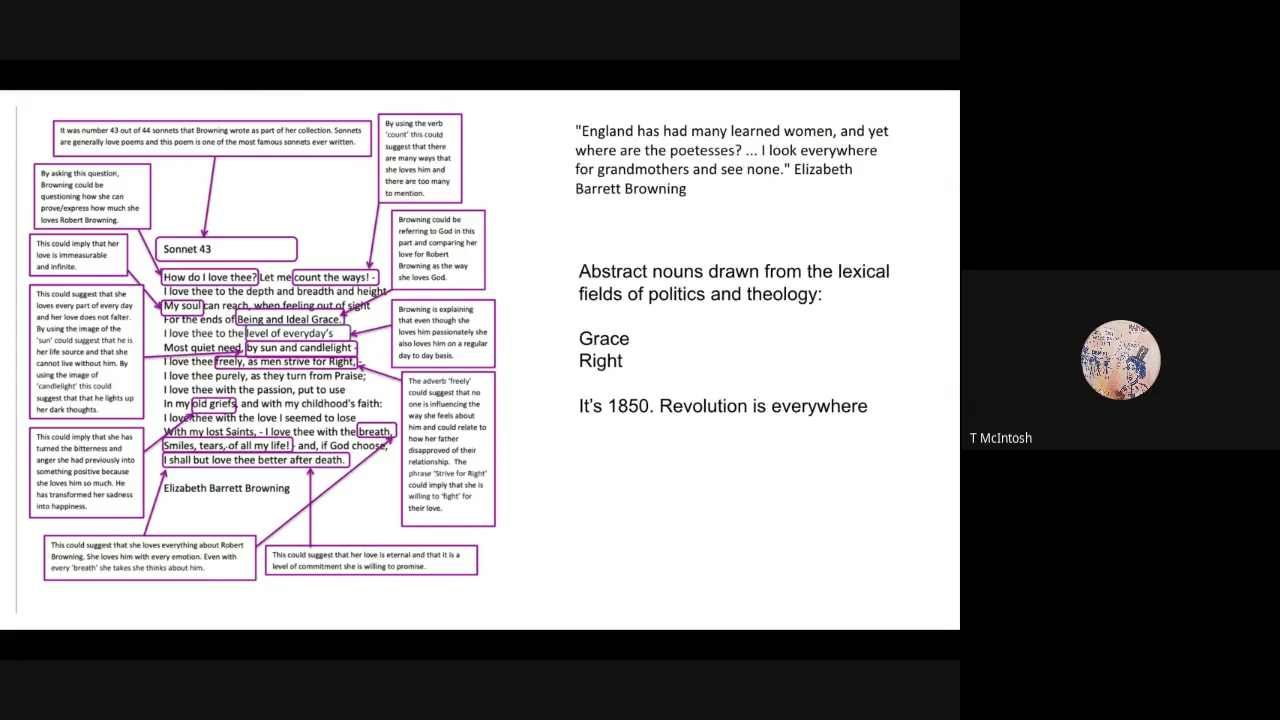 It was number 43 out of 44 sonnets that Browning wrote as part of her collection. Sonnets
are generally love poems and this poem is one of the most famous sonnets ever written.
By using the verb
'count' this could
suggest that there
are many ways that
she loves him and
there are too many
to mention.
By asking this question,
Browning could be
questioning how she can
prove/express how much she
loves Robert Browning.
Browning could be
referring to God in this
part and comparing her
love for Robert
Browning as the way
she loves God.
This could imply that her
love is immeasurable
and infinite.
Sonnet 43
How do I love thee? Let me count the ways! -
I love thee to the depth and breadth and height
My soul can reach, when feeling out of sight
For the ends of Being and Ideal Grace.
I love thee to the level of everyday's
Most quiet need, by sun and candlelight -
I love thee freely, as men strive for Right, -
I love thee purely, as they turn from Praise;
I love thee with the passion, put to use
In my old griefs, and with my childhood's faith:
I love thee with the love I seemed to lose
With my lost Saints, - I love thee with the breath,
Smiles, tears, of all my life! - and, if God choose,
I shall but love thee better after death.
Elizabeth Barrett Browning
This could suggest that she
loves every part of every day
and her love does not falter.
By using the image of the
'sun' could suggest that he is
her life source and that she
cannot live without him. By
using the image of
'candlelight' this could
suggest that that he lights up
her dark thoughts.
Browning is explaining
that even though she
loves him passionately she
also loves him on a regular
day to day basis.
The adverb 'freely'
could suggest that no
one is influencing the
way she feels about
him and could relate to
how her father
disapproved of their
relationship. The
phrase 'Strive for Right'
could imply that she is
willing to 'fight' for
their love.
This could imply that she has
turned the bitterness and
anger she had previously into
something positive because
she loves him so much. He
has transformed her sadness
into happiness.
This could suggest that she loves everything about Robert
Browning. She loves him with every emotion. Even with
every 'breath' she takes she thinks about him.
This could suggest that her love is eternal and that it is a
level of commitment she is willing to promise.
"England has had many learned women, and yet
where are the poetesses? ... I look everywhere
for grandmothers and see none." Elizabeth
Barrett Browning
Abstract nouns drawn from the lexical
fields of politics and theology:
Grace
Right
It's 1850. Revolution is everywhere
T McIntosh